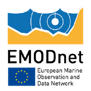 EMODnet
European Marine
Observation and
Data Network